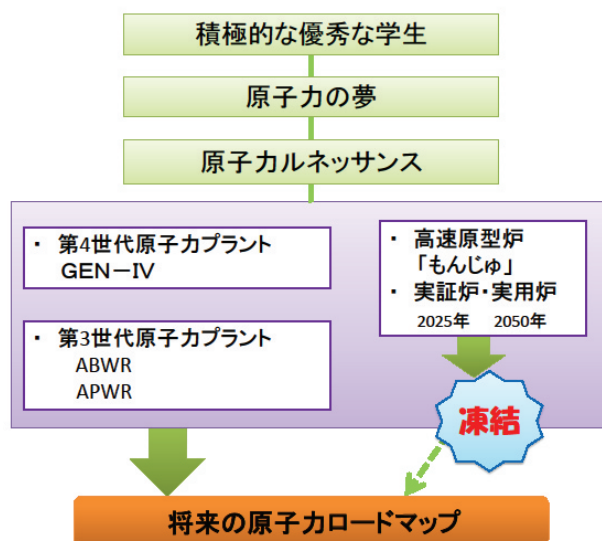 積極的な優秀な学生
原子力の夢
原子力ルネッサンス
・ 第4世代原子力プラント
GEN-Ⅳ
・ 第3世代原子力プラント
ABWR
APWR
・ 高速原型炉
「もんじゅ」
・ 実証炉・実用炉
2025年 2050年
凍結
将来の原子力ロードマップ